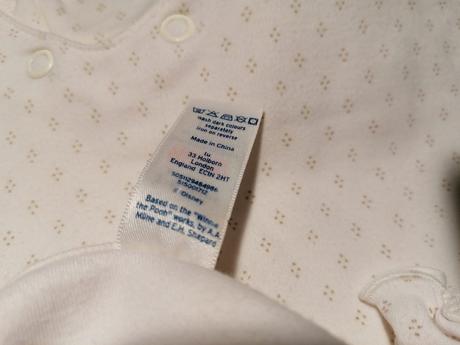 wash dark colours
separately
iron on reverse
Made in China
tu
33 Holborn
London
England EC1N 2HT
© Disney
Based on the "Winnie
the Pooh" works, by A.A.
Milne and E.H. Shepard